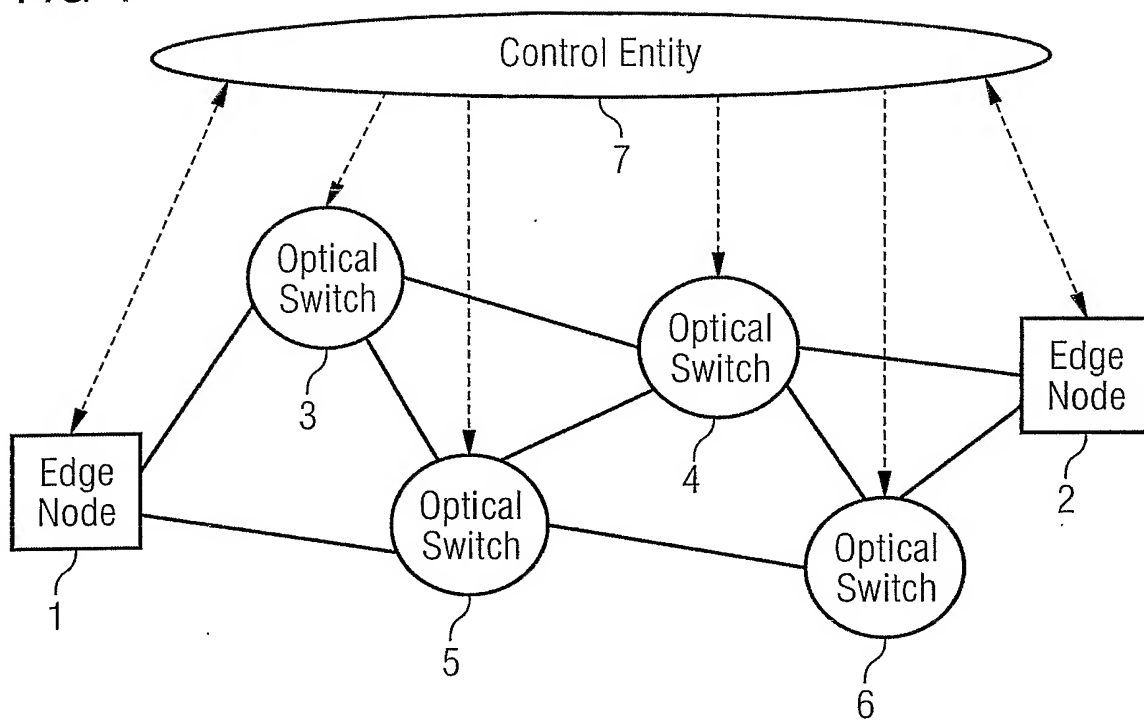 Control Entity
7
Optical
Switch
3
Optical
Switch
4
Edge
Node
2
Edge
Node
1
Optical
Switch
5
Optical
Switch
6